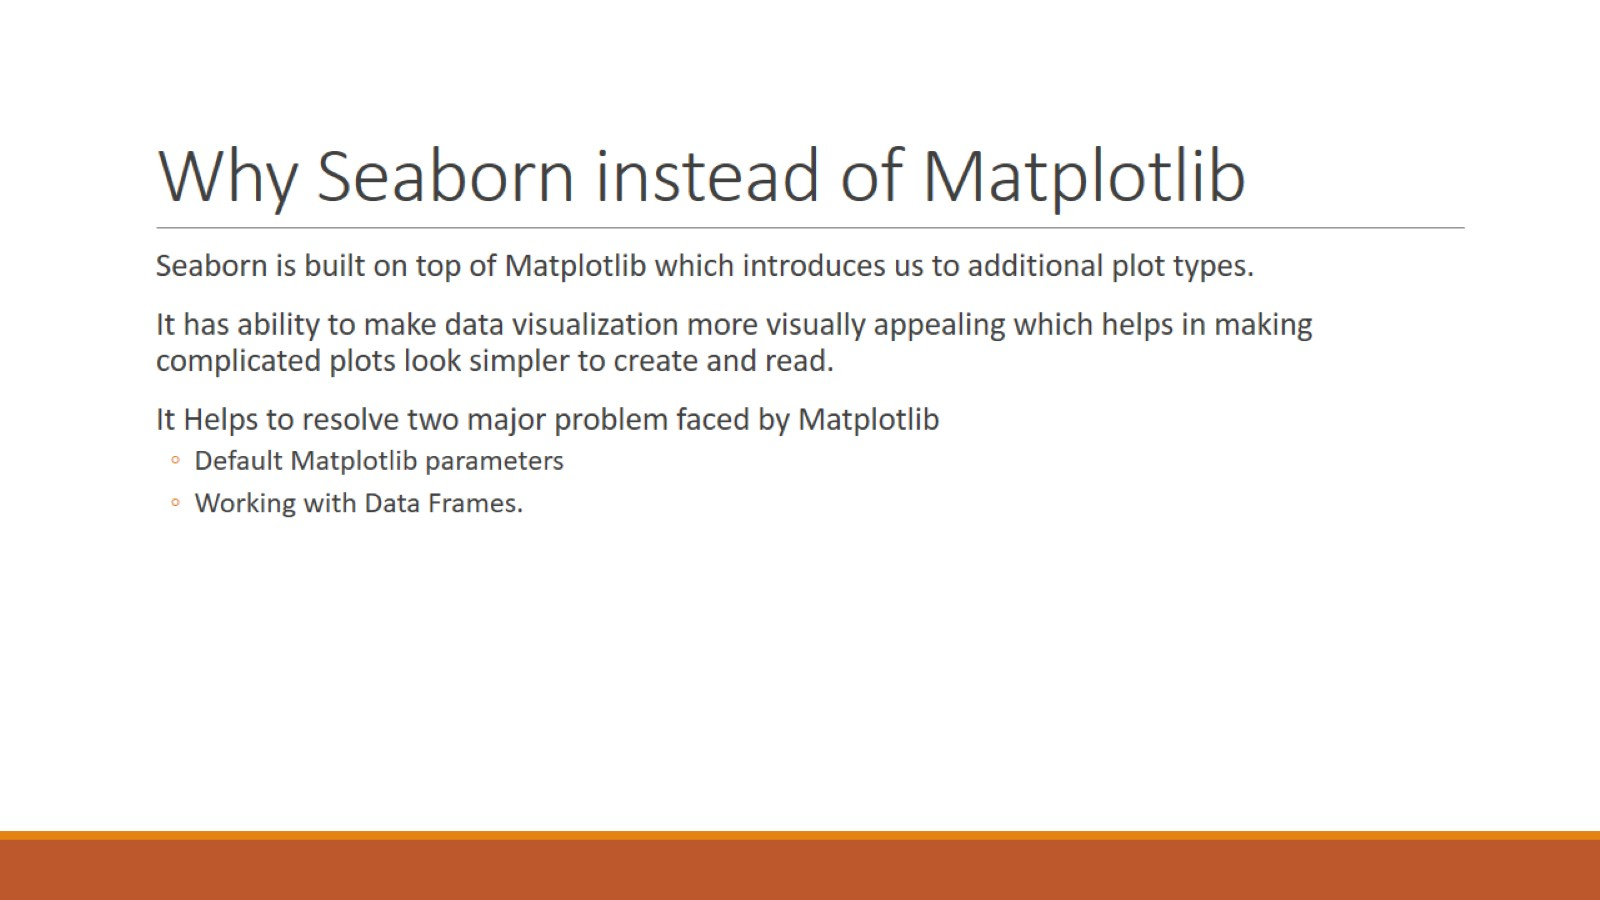 Why Seaborn instead of Matplotlib
Seaborn is built on top of Matplotlib which introduces us to additional plot types.
It has ability to make data visualization more visually appealing which helps in making
complicated plots look simpler to create and read.
It Helps to resolve two major problem faced by Matplotlib
◦ Default Matplotlib parameters
◦ Working with Data Frames.